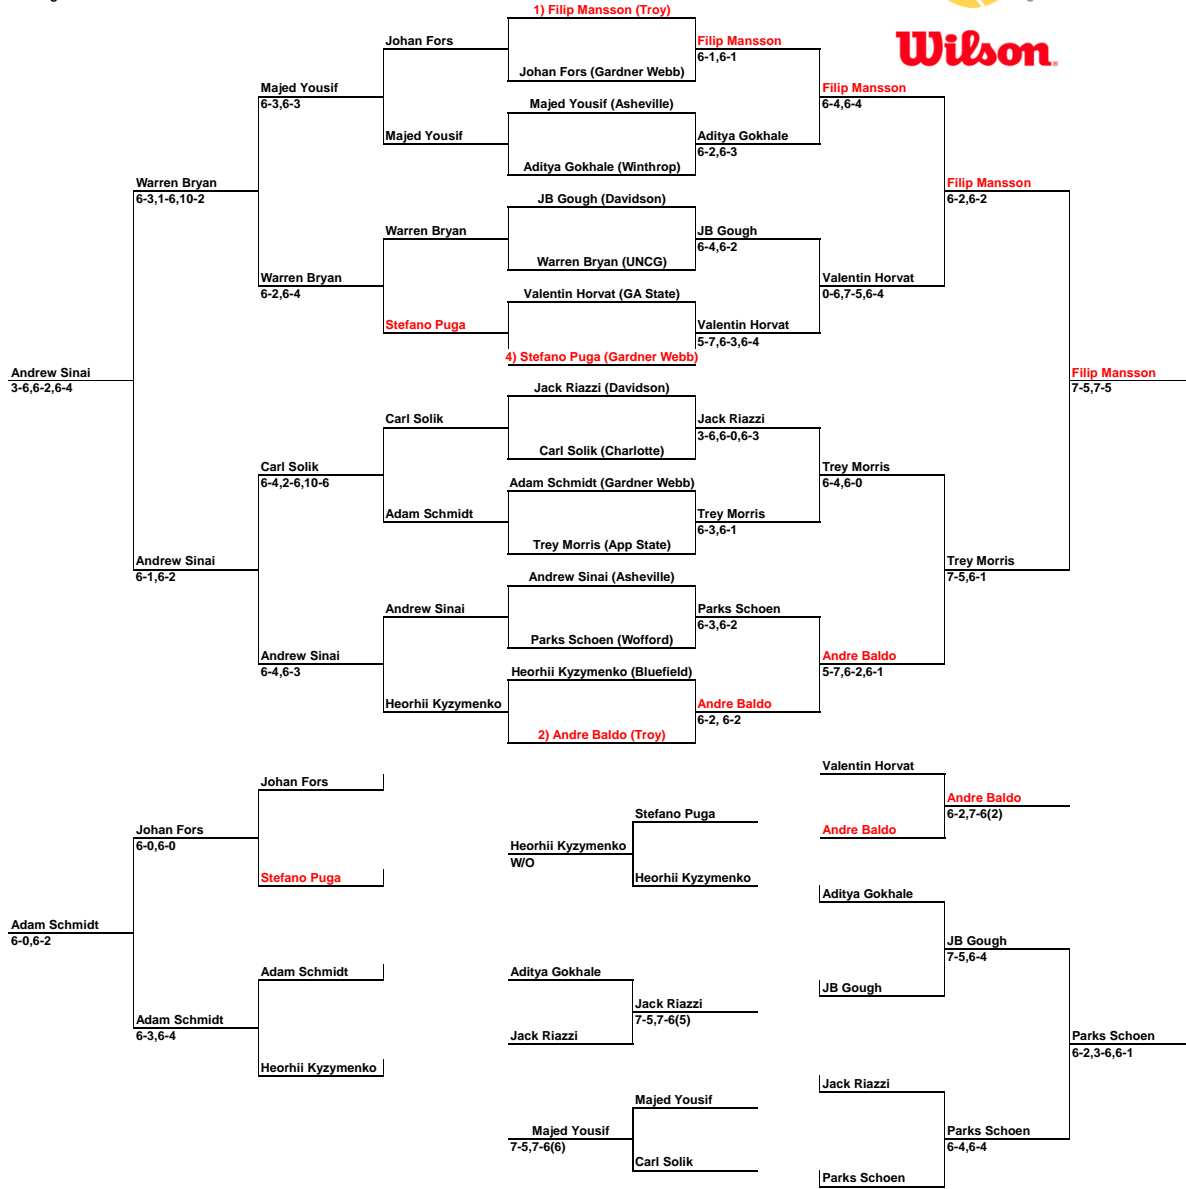 1) Filip Mansson (Troy)
Johan Fors
Filip Mansson
6-1,6-1
Wilson
Johan Fors (Gardner Webb)
Majed Yousif
6-3,6-3
Filip Mansson
6-4,6-4
Majed Yousif (Asheville)
Majed Yousif
Aditya Gokhale
6-2,6-3
Aditya Gokhale (Winthrop)
Warren Bryan
6-3,1-6,10-2
Filip Mansson
6-2,6-2
JB Gough (Davidson)
Warren Bryan
JB Gough
6-4,6-2
Warren Bryan (UNCG)
Warren Bryan
6-2,6-4
Valentin Horvat
0-6,7-5,6-4
Valentin Horvat (GA State)
Stefano Puga
Valentin Horvat
5-7,6-3,6-4
4) Stefano Puga (Gardner Webb)
Andrew Sinai
3-6,6-2,6-4
Filip Mansson
7-5,7-5
Jack Riazzi (Davidson)
Carl Solik
Jack Riazzi
3-6,6-0,6-3
Carl Solik (Charlotte)
Carl Solik
6-4,2-6,10-6
Trey Morris
6-4,6-0
Adam Schmidt (Gardner Webb)
Adam Schmidt
Trey Morris
6-3,6-1
Trey Morris (App State)
Andrew Sinai
6-1,6-2
Trey Morris
7-5,6-1
Andrew Sinai (Asheville)
Andrew Sinai
Parks Schoen
6-3,6-2
Parks Schoen (Wofford)
Andrew Sinai
6-4,6-3
Andre Baldo
5-7,6-2,6-1
Heorhii Kyzymenko (Bluefield)
Heorhii Kyzymenko
Andre Baldo
6-2, 6-2
2) Andre Baldo (Troy)
Valentin Horvat
Johan Fors
Andre Baldo
6-2,7-6(2)
Stefano Puga
Johan Fors
6-0,6-0
Andre Baldo
Heorhii Kyzymenko
W/O
Stefano Puga
Heorhii Kyzymenko
Aditya Gokhale
Adam Schmidt
6-0,6-2
JB Gough
7-5,6-4
Adam Schmidt
Aditya Gokhale
JB Gough
Jack Riazzi
7-5,7-6(5)
Adam Schmidt
6-3,6-4
Jack Riazzi
Parks Schoen
6-2,3-6,6-1
Heorhii Kyzymenko
Jack Riazzi
Majed Yousif
Majed Yousif
7-5,7-6(6)
Parks Schoen
6-4,6-4
Carl Solik
Parks Schoen